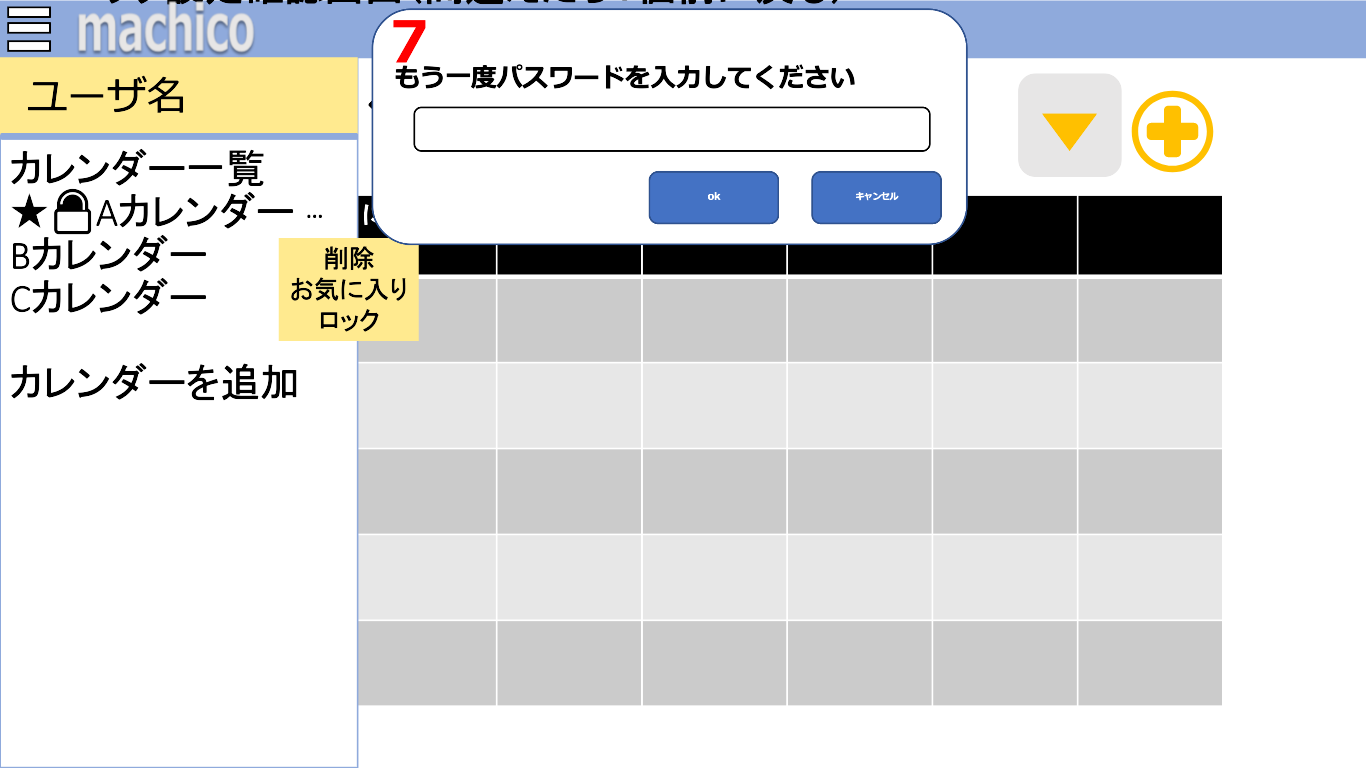 machico
7
もう一度パスワードを入力してください
ok
キャンセル
ユーザ名
カレンダー一覧
★Aカレンダー ...
Bカレンダー
Cカレンダー
削除
お気に入り
ロック
カレンダーを追加